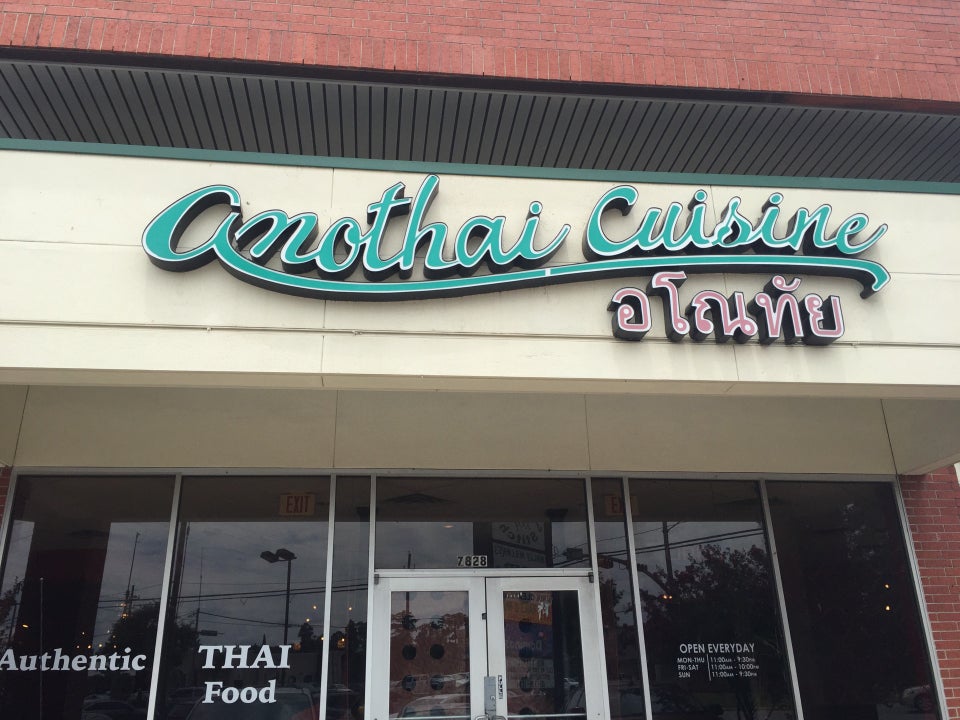 anothai Cuisine
อโณทัย
EXIT
EXIT
7828
Authentic
THAI
Food
OPEN EVERYDAY
MON-THU 11:00AM - 9:30PM
FRI-SAT 11:00AM - 10:00PM
SUN 11:00AM - 9:30PM